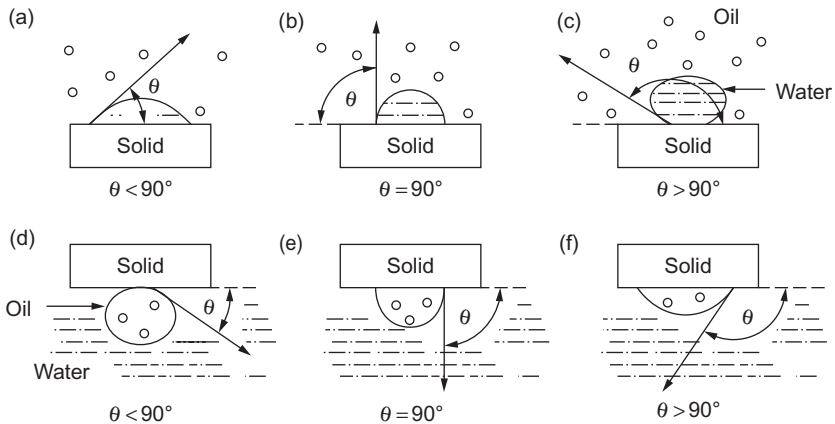 (a)
θ
Solid
θ < 90°
(b)
θ
Solid
θ = 90°
(c)
Oil
θ
Water
Solid
θ > 90°
(d)
Solid
Oil
θ
Water
θ < 90°
(e)
Solid
θ
θ = 90°
(f)
Solid
θ
θ > 90°